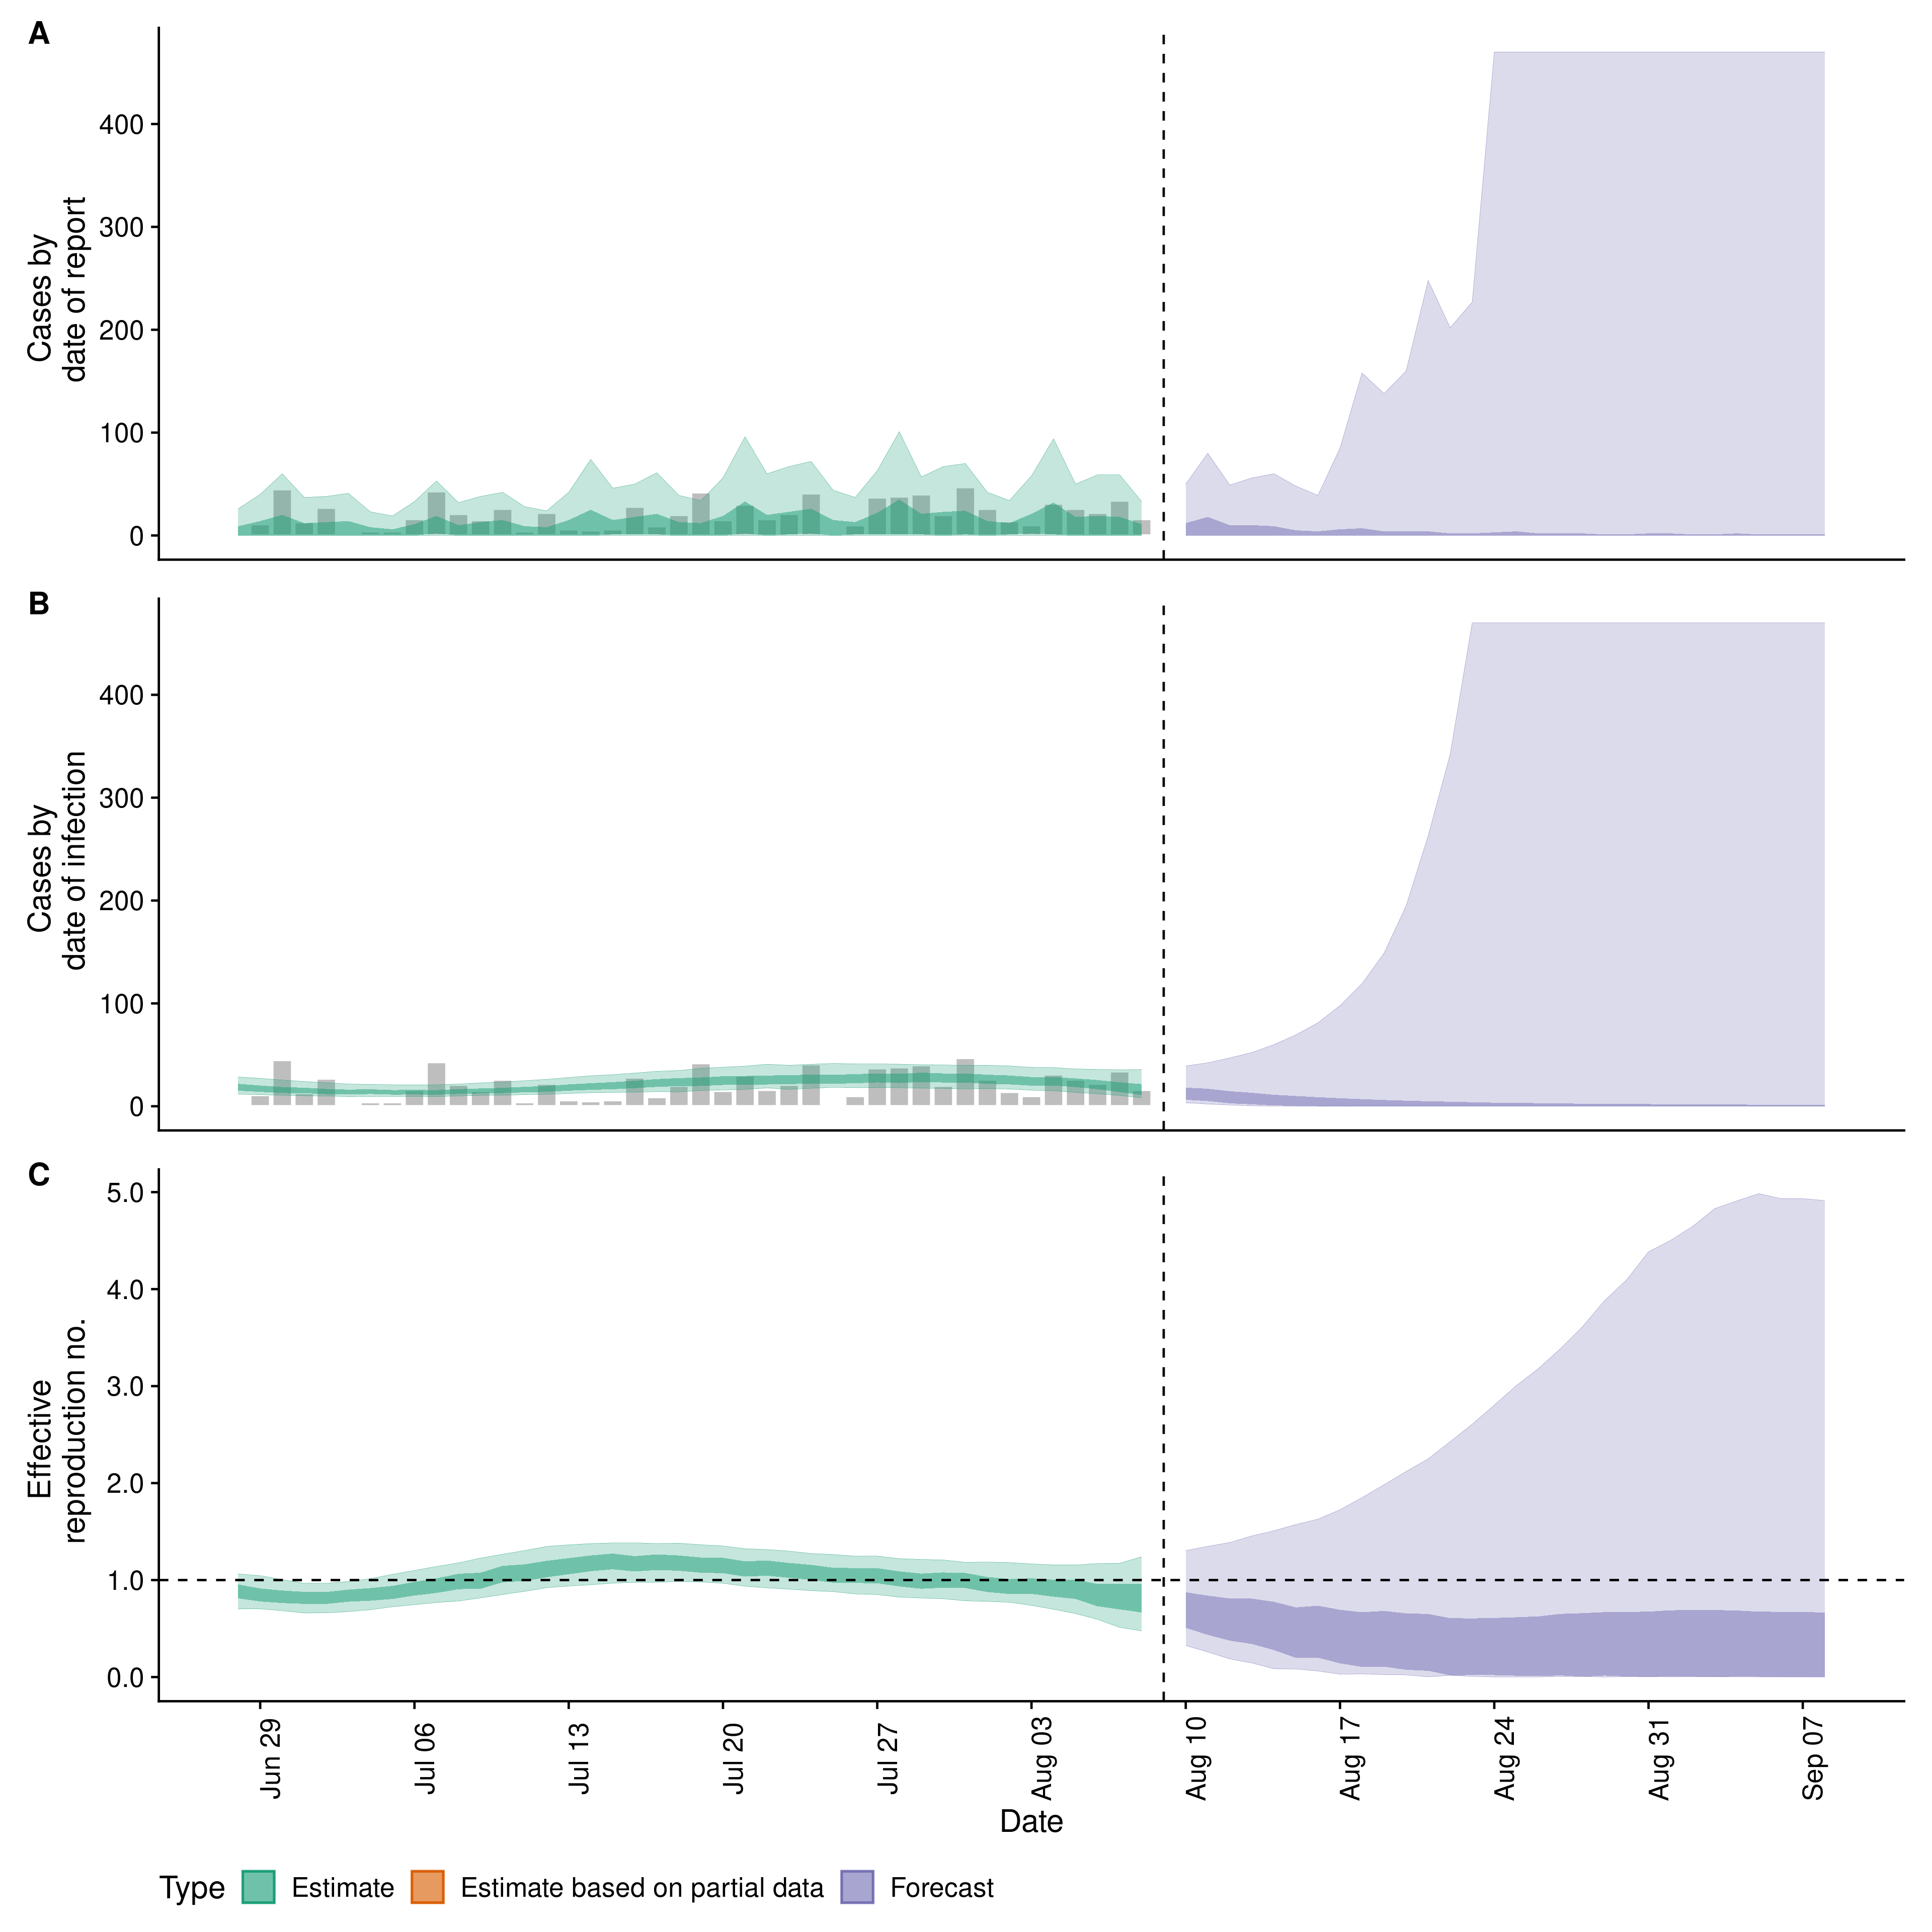 A
Cases by
date of report
400
300
200
100
0
B
Cases by
date of infection
400
300
200
100
0
C
Effective
reproduction no.
5.0
4.0
3.0
2.0
1.0
0.0
Jun 29
Jul 06
Jul 13
Jul 20
Jul 27
Aug 03
Aug 10
Aug 17
Aug 24
Aug 31
Sep 07
Date
Type Estimate Estimate based on partial data Forecast